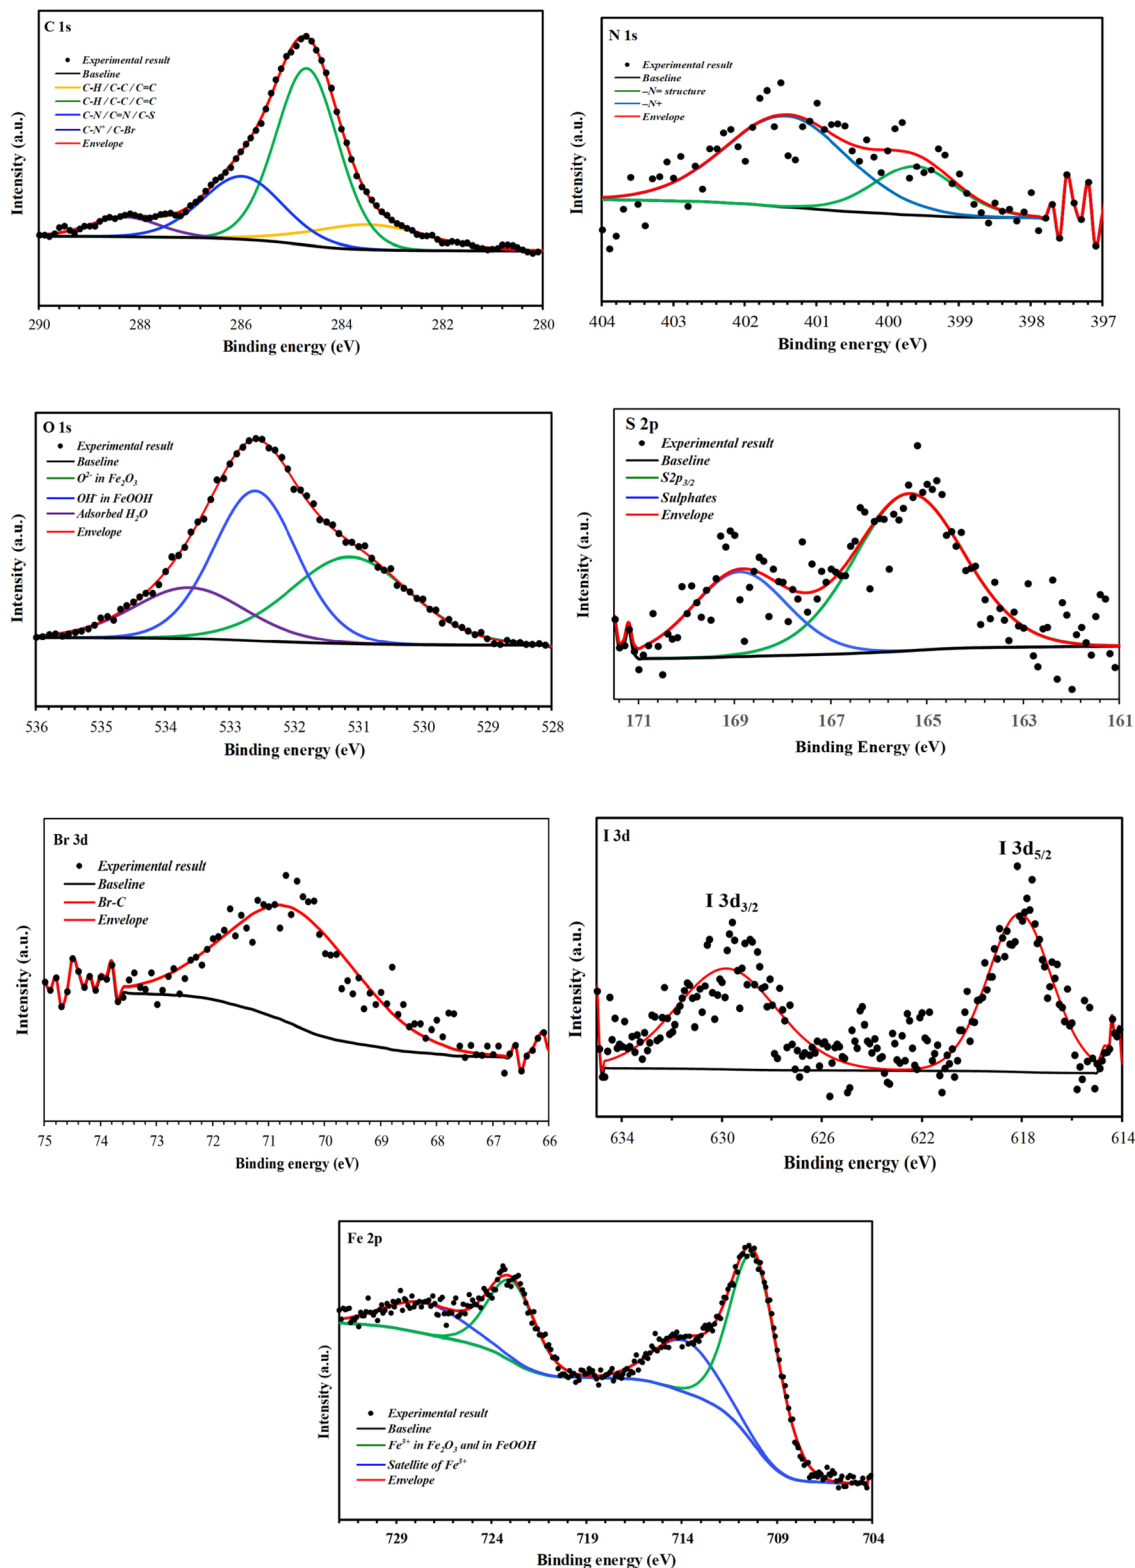 C 1s
Experimental result
Baseline
C-H / C-C / C=C
C-H / C-C / C=C
C-N / C=N / C-S
C-N⁺ / C-Br
Envelope
Intensity (a.u.)
290 288 286 284 282 280
Binding energy (eV)
N 1s
Experimental result
Baseline
–N= structure
–N+
Envelope
Intensity (a.u.)
404 403 402 401 400 399 398 397
Binding energy (eV)
O 1s
Experimental result
Baseline
O²⁻ in Fe₂O₃
OH⁻ in FeOOH
Adsorbed H₂O
Envelope
Intensity (a.u.)
536 535 534 533 532 531 530 529 528
Binding energy (eV)
S 2p
Experimental result
Baseline
S2p₃/₂
Sulphates
Envelope
Intensity (a.u.)
171 169 167 165 163 161
Binding Energy (eV)
Br 3d
Experimental result
Baseline
Br-C
Envelope
Intensity (a.u.)
75 74 73 72 71 70 69 68 67 66
Binding energy (eV)
I 3d
I 3d₃/₂
I 3d₅/₂
Intensity (a.u.)
634 630 626 622 618 614
Binding energy (eV)
Fe 2p
Experimental result
Baseline
Fe³⁺ in Fe₂O₃ and in FeOOH
Satellite of Fe³⁺
Envelope
Intensity (a.u.)
729 724 719 714 709 704
Binding energy (eV)